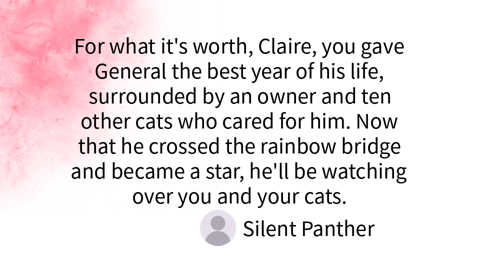 For what it's worth, Claire, you gave
General the best year of his life,
surrounded by an owner and ten
other cats who cared for him. Now
that he crossed the rainbow bridge
and became a star, he'll be watching
over you and your cats.
Silent Panther